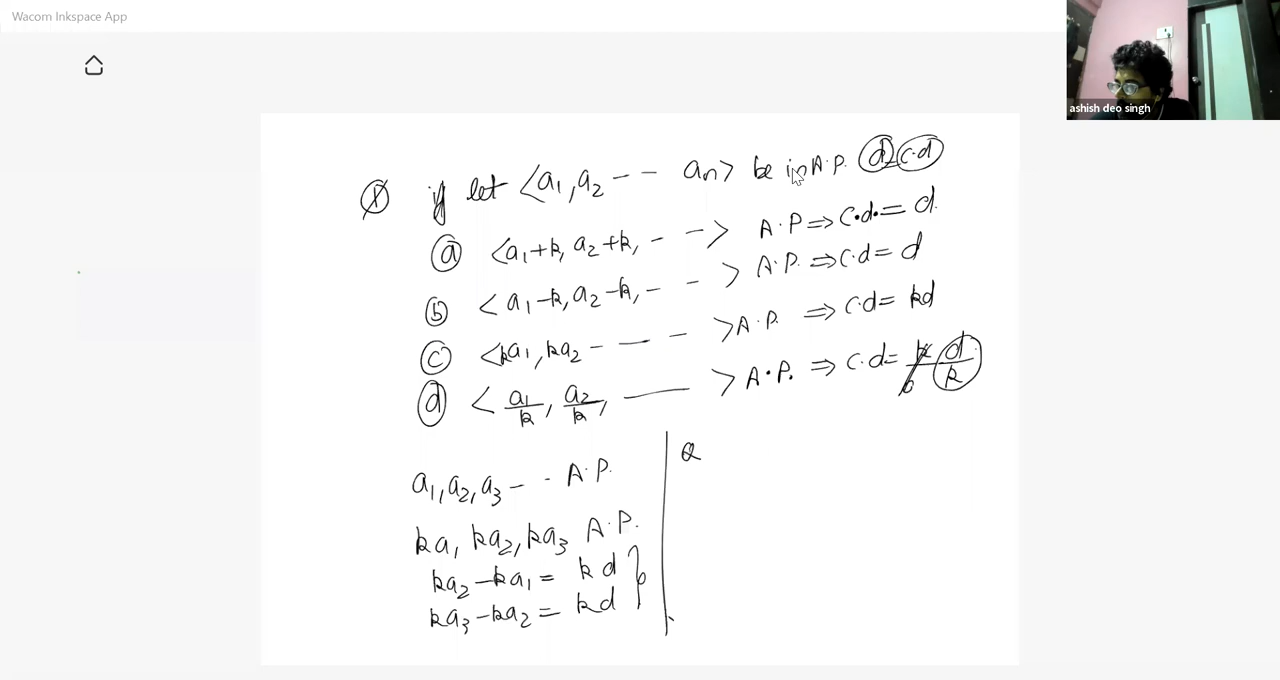 Wacom Inkspace App
ashish deo singh
if let <a₁, a₂ - - aₙ> be in A.P. d = c.d
(a) <a₁+k, a₂+k, - - > A.P ⇒ c.d. = d
(b) <a₁-k, a₂-k, - - > A.P. ⇒ c.d = d
(c) <ka₁, ka₂ - - - > A.P. ⇒ c.d = kd
(d) < a₁/k, a₂/k, — > A.P. ⇒ c.d = d/k
a₁, a₂, a₃ - - A.P.
ka₁ ka₂, ka₃ A.P.
ka₂ - ka₁ = kd
ka₃ - ka₂ = kd